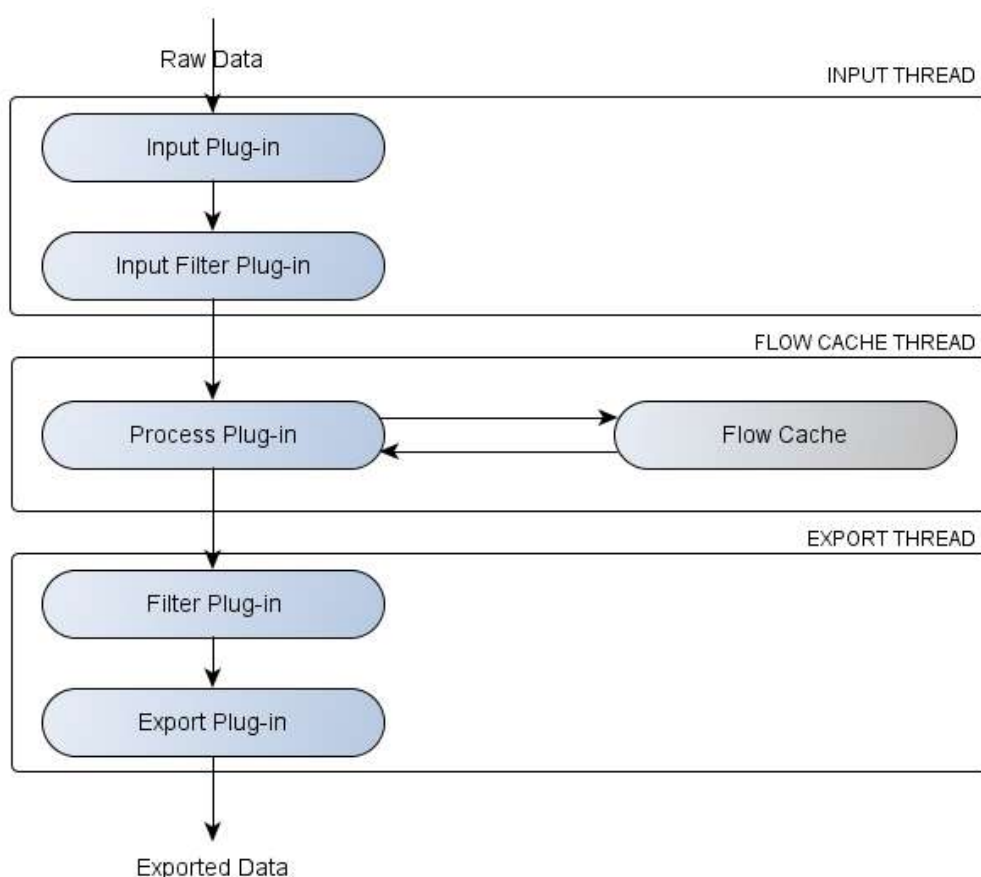 Raw Data
INPUT THREAD
Input Plug-in
Input Filter Plug-in
FLOW CACHE THREAD
Process Plug-in
Flow Cache
EXPORT THREAD
Filter Plug-in
Export Plug-in
Exported Data